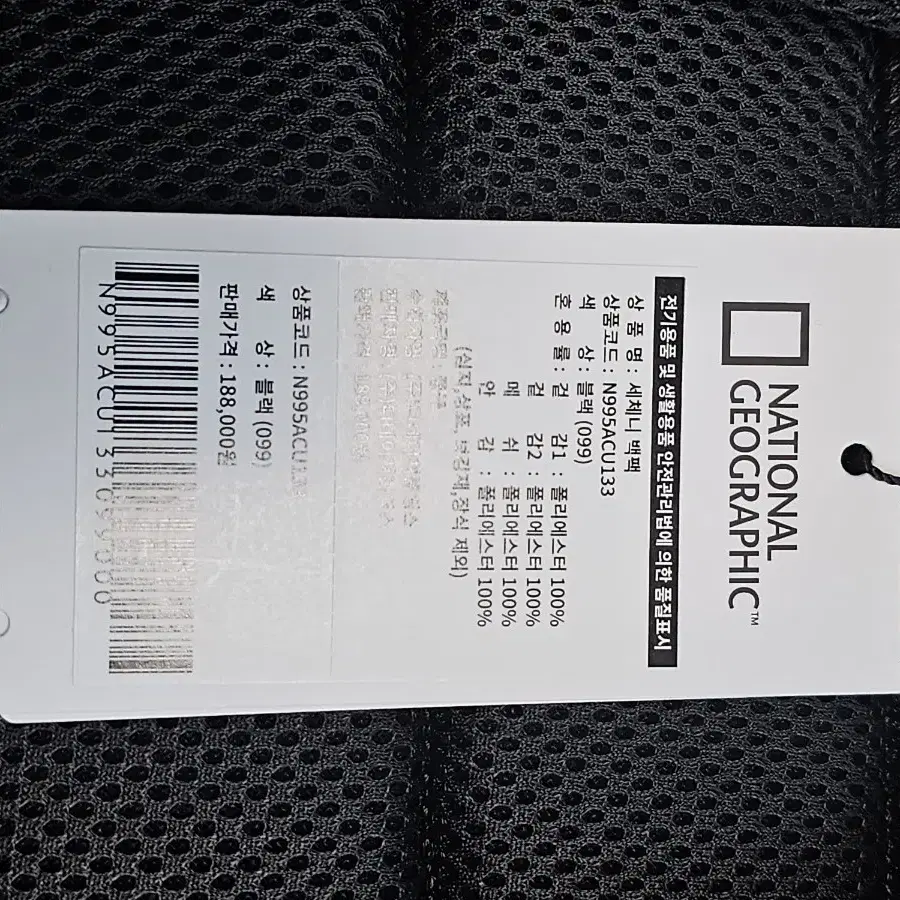 NATIONAL
GEOGRAPHIC™
전기용품 및 생활용품 안전관리법에 의한 품질표시
상 품 명 : 세체니 백팩
상품코드 : N995ACU133
색 상 : 블랙 (099)
혼 용 률 : 겉 감1 : 폴리에스터 100%
겉 감2 : 폴리에스터 100%
메 쉬 : 폴리에스터 100%
안 감 : 폴리에스터 100%
(심지,상표, 보강재,장식 제외)
상품코드 : N995ACU133
색 상 : 블랙 (099)
판매가격 : 188,000원
N995ACU133099000